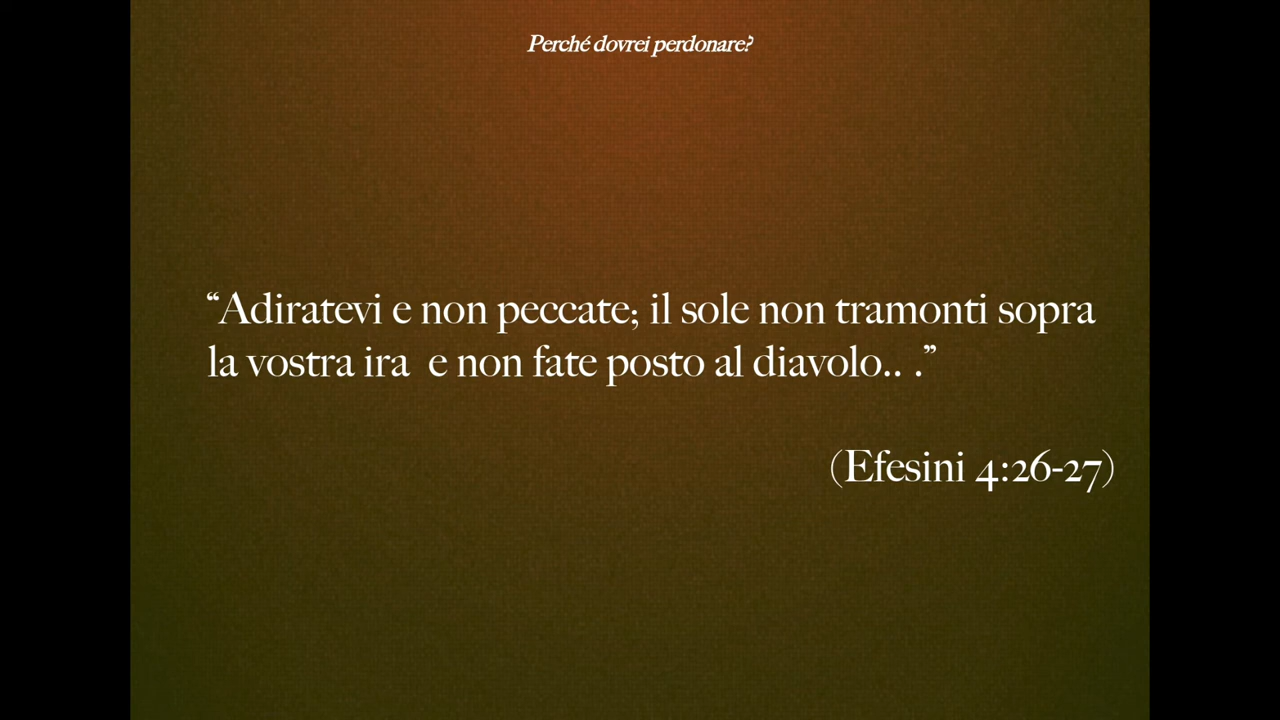 Perché dovrei perdonare?
“Adiratevi e non peccate; il sole non tramonti sopra
la vostra ira  e non fate posto al diavolo.. .”
(Efesini 4:26-27)